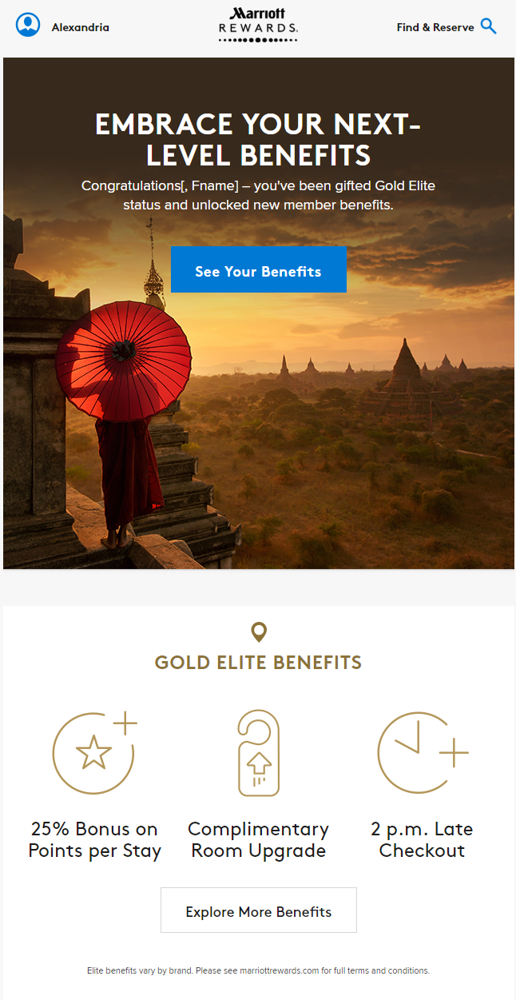 Alexandria
Marriott
REWARDS.
Find & Reserve
EMBRACE YOUR NEXT-
LEVEL BENEFITS
Congratulations[, Fname] – you've been gifted Gold Elite
status and unlocked new member benefits.
See Your Benefits
GOLD ELITE BENEFITS
25% Bonus on
Points per Stay
Complimentary
Room Upgrade
2 p.m. Late
Checkout
Explore More Benefits
Elite benefits vary by brand. Please see marriottrewards.com for full terms and conditions.